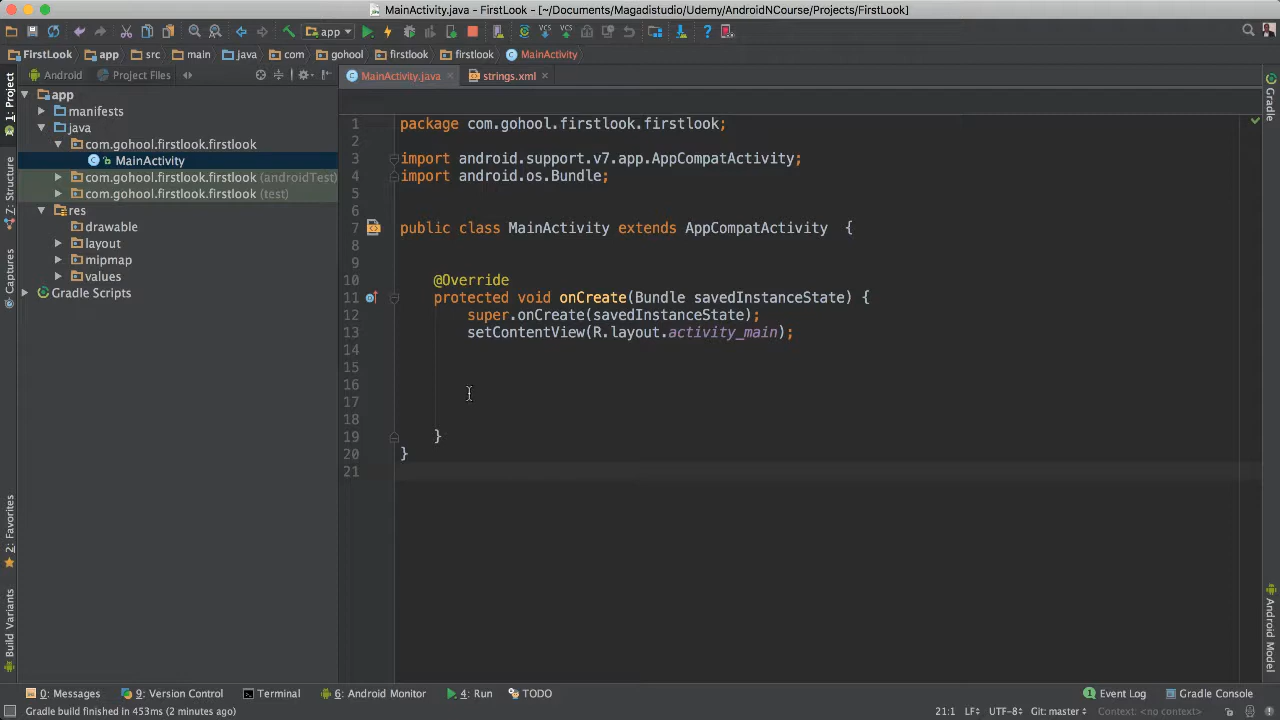 MainActivity.java - FirstLook - [~/Documents/Magadistudio/Udemy/AndroidNCourse/Projects/FirstLook]
app
VCS VCS
?
FirstLook app src main java com gohool firstlook firstlook MainActivity
Android Project Files
MainActivity.java × strings.xml ×
1: Project
Z: Structure
Captures
2: Favorites
Build Variants
app
manifests
java
com.gohool.firstlook.firstlook
MainActivity
com.gohool.firstlook.firstlook (androidTest)
com.gohool.firstlook.firstlook (test)
res
drawable
layout
mipmap
values
Gradle Scripts
1 package com.gohool.firstlook.firstlook;
2
3 import android.support.v7.app.AppCompatActivity;
4 import android.os.Bundle;
5
6
7 public class MainActivity extends AppCompatActivity {
8
9
10 @Override
11 protected void onCreate(Bundle savedInstanceState) {
12 super.onCreate(savedInstanceState);
13 setContentView(R.layout.activity_main);
14
15
16
17
18
19 }
20 }
21
Gradle
Android Model
0: Messages 9: Version Control Terminal 6: Android Monitor 4: Run TODO Event Log Gradle Console
Gradle build finished in 453ms (2 minutes ago) 21:1 LF÷ UTF-8÷ Git: master÷ Context: <no context>